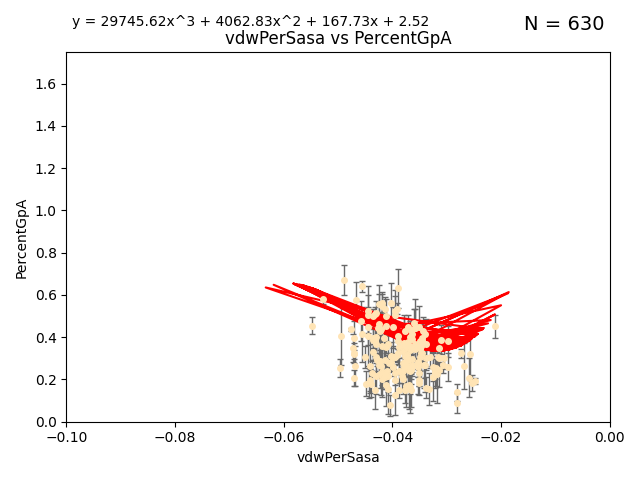 y = 29745.62x^3 + 4062.83x^2 + 167.73x + 2.52
N = 630
vdwPerSasa vs PercentGpA
PercentGpA
1.6
1.4
1.2
1.0
0.8
0.6
0.4
0.2
0.0
−0.10 −0.08 −0.06 −0.04 −0.02 0.00
vdwPerSasa